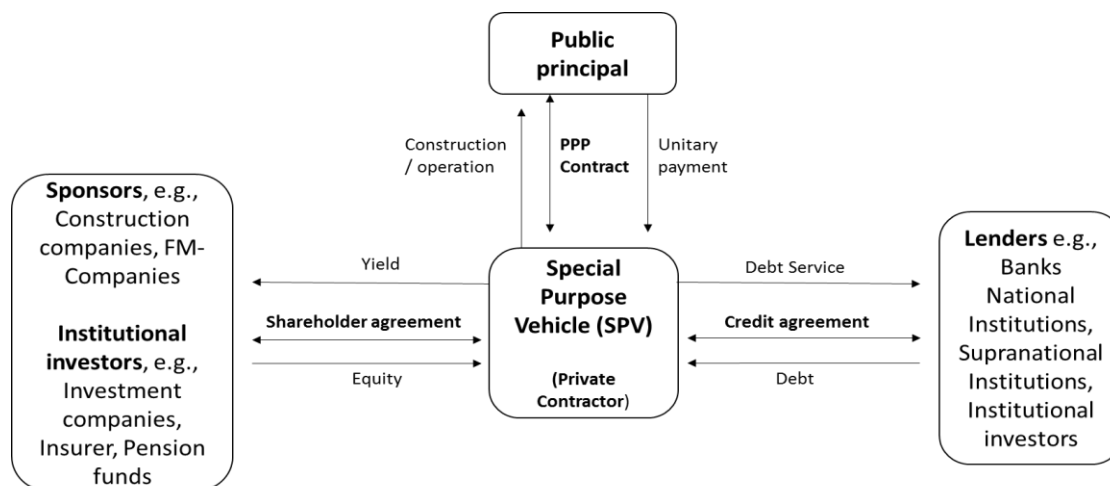 Public
principal
Construction
/ operation
PPP
Contract
Unitary
payment
Sponsors, e.g.,
Construction
companies, FM-
Companies
Institutional
investors, e.g.,
Investment
companies,
Insurer, Pension
funds
Yield
Shareholder agreement
Equity
Special
Purpose
Vehicle (SPV)
(Private
Contractor)
Debt Service
Credit agreement
Debt
Lenders e.g.,
Banks
National
Institutions,
Supranational
Institutions,
Institutional
investors